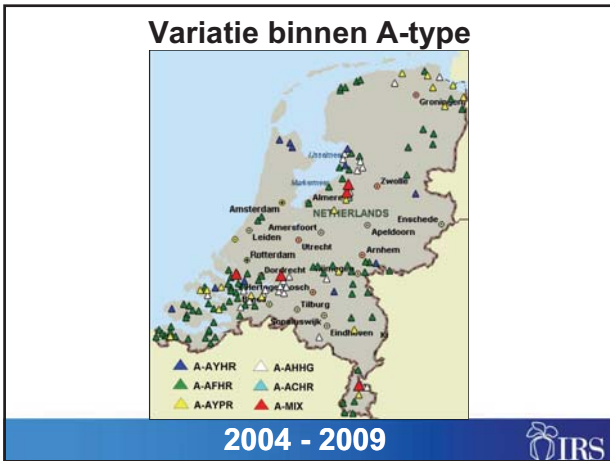 Variatie binnen A-type
Groningen
IJsselmeer
Markermeer
Zwolle
Almere
Amsterdam
NETHERLANDS
Enschede
Amersfoort
Apeldoorn
Leiden
Utrecht
Arnhem
Rotterdam
Dordrecht
Tilburg
Eindhoven
A-AYHR
A-AHHG
A-AFHR
A-ACHR
A-AYPR
A-MIX
2004 - 2009
IRS